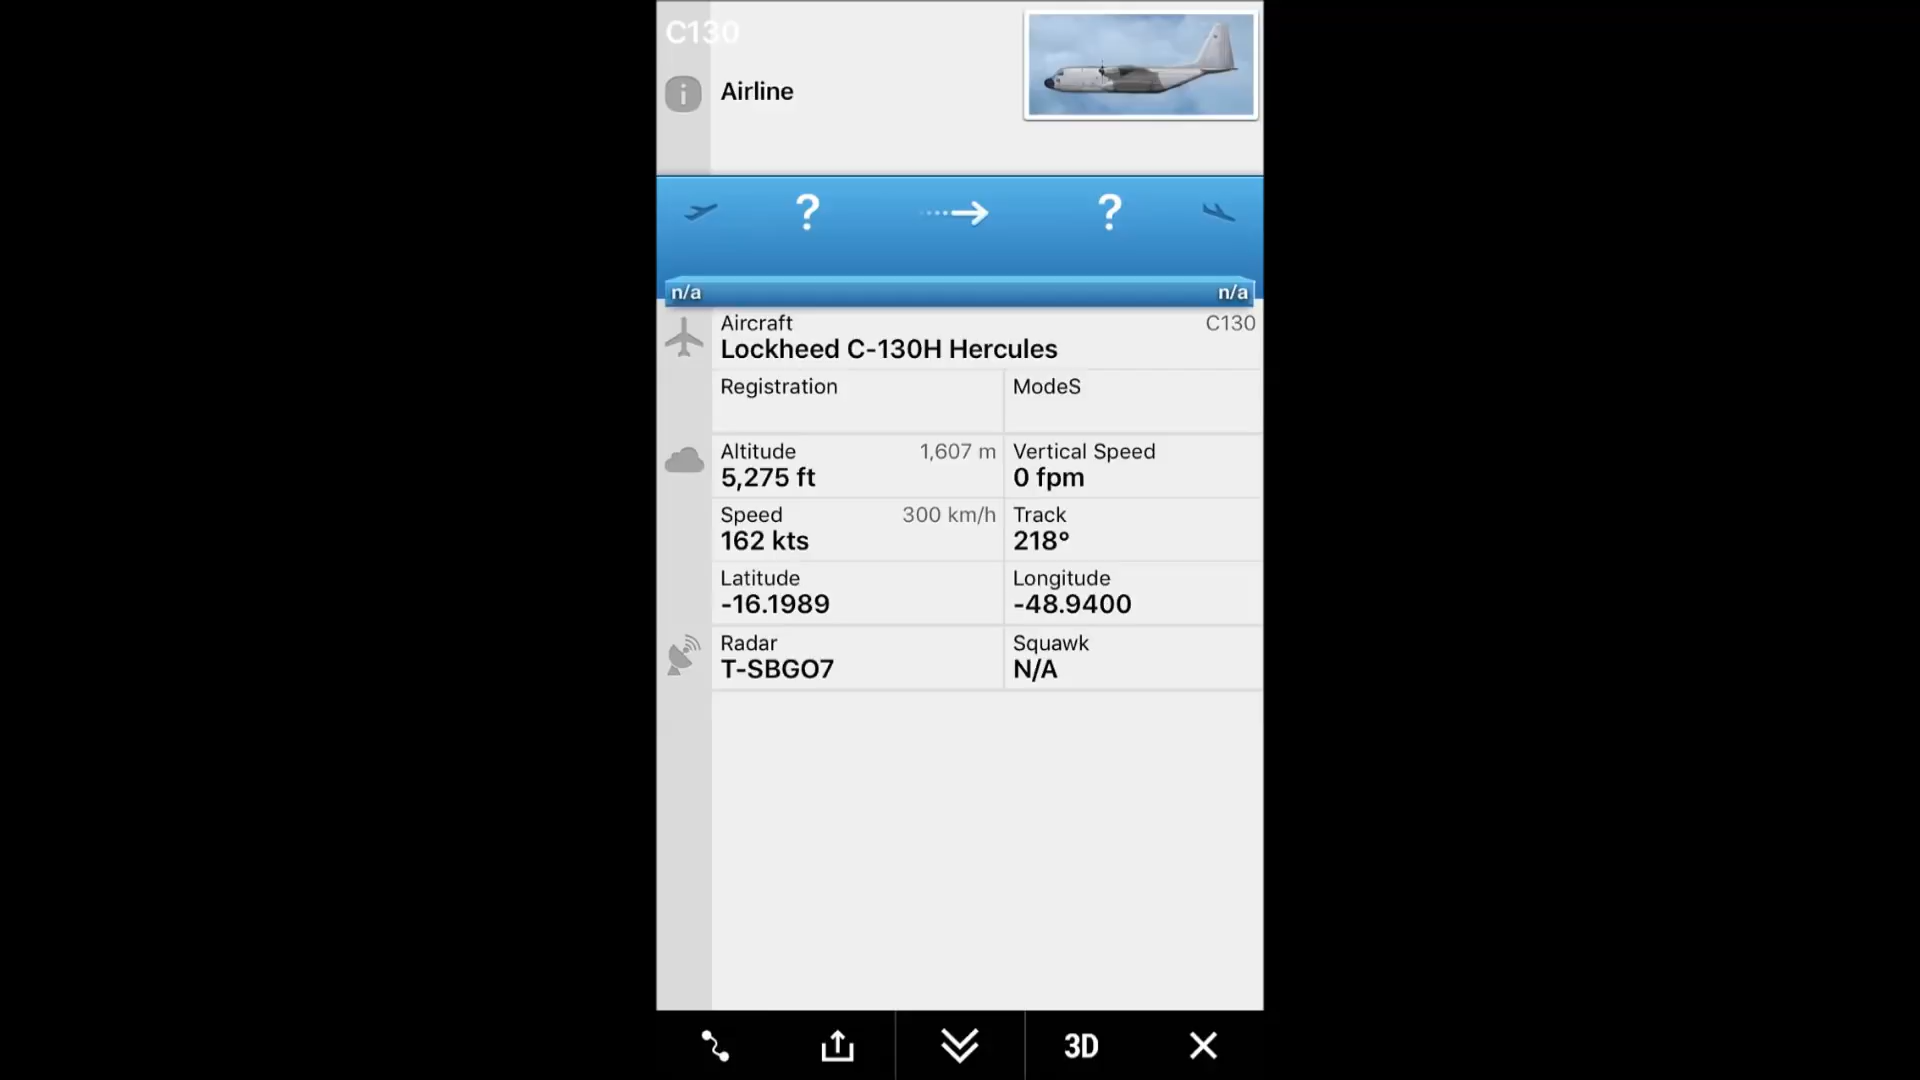 C130
Airline
? ?
n/a n/a
Aircraft C130
Lockheed C-130H Hercules
Registration ModeS
Altitude 1,607 m Vertical Speed
5,275 ft 0 fpm
Speed 300 km/h Track
162 kts 218°
Latitude Longitude
-16.1989 -48.9400
Radar Squawk
T-SBGO7 N/A
3D